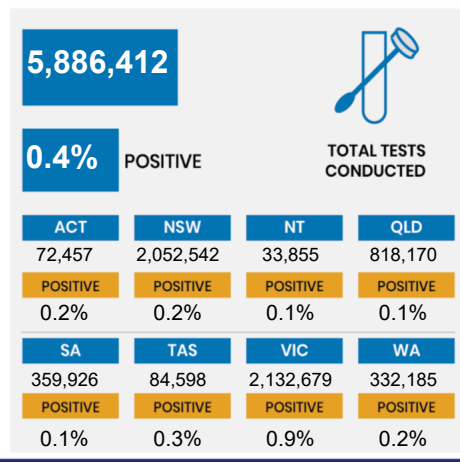 5,886,412
0.4% POSITIVE
TOTAL TESTS
CONDUCTED
ACT NSW NT QLD
72,457 2,052,542 33,855 818,170
POSITIVE POSITIVE POSITIVE POSITIVE
0.2% 0.2% 0.1% 0.1%
SA TAS VIC WA
359,926 84,598 2,132,679 332,185
POSITIVE POSITIVE POSITIVE POSITIVE
0.1% 0.3% 0.9% 0.2%